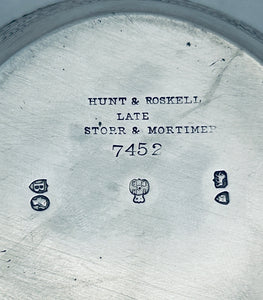 HUNT & ROSKELL
LATE
STORR & MORTIMER
7452